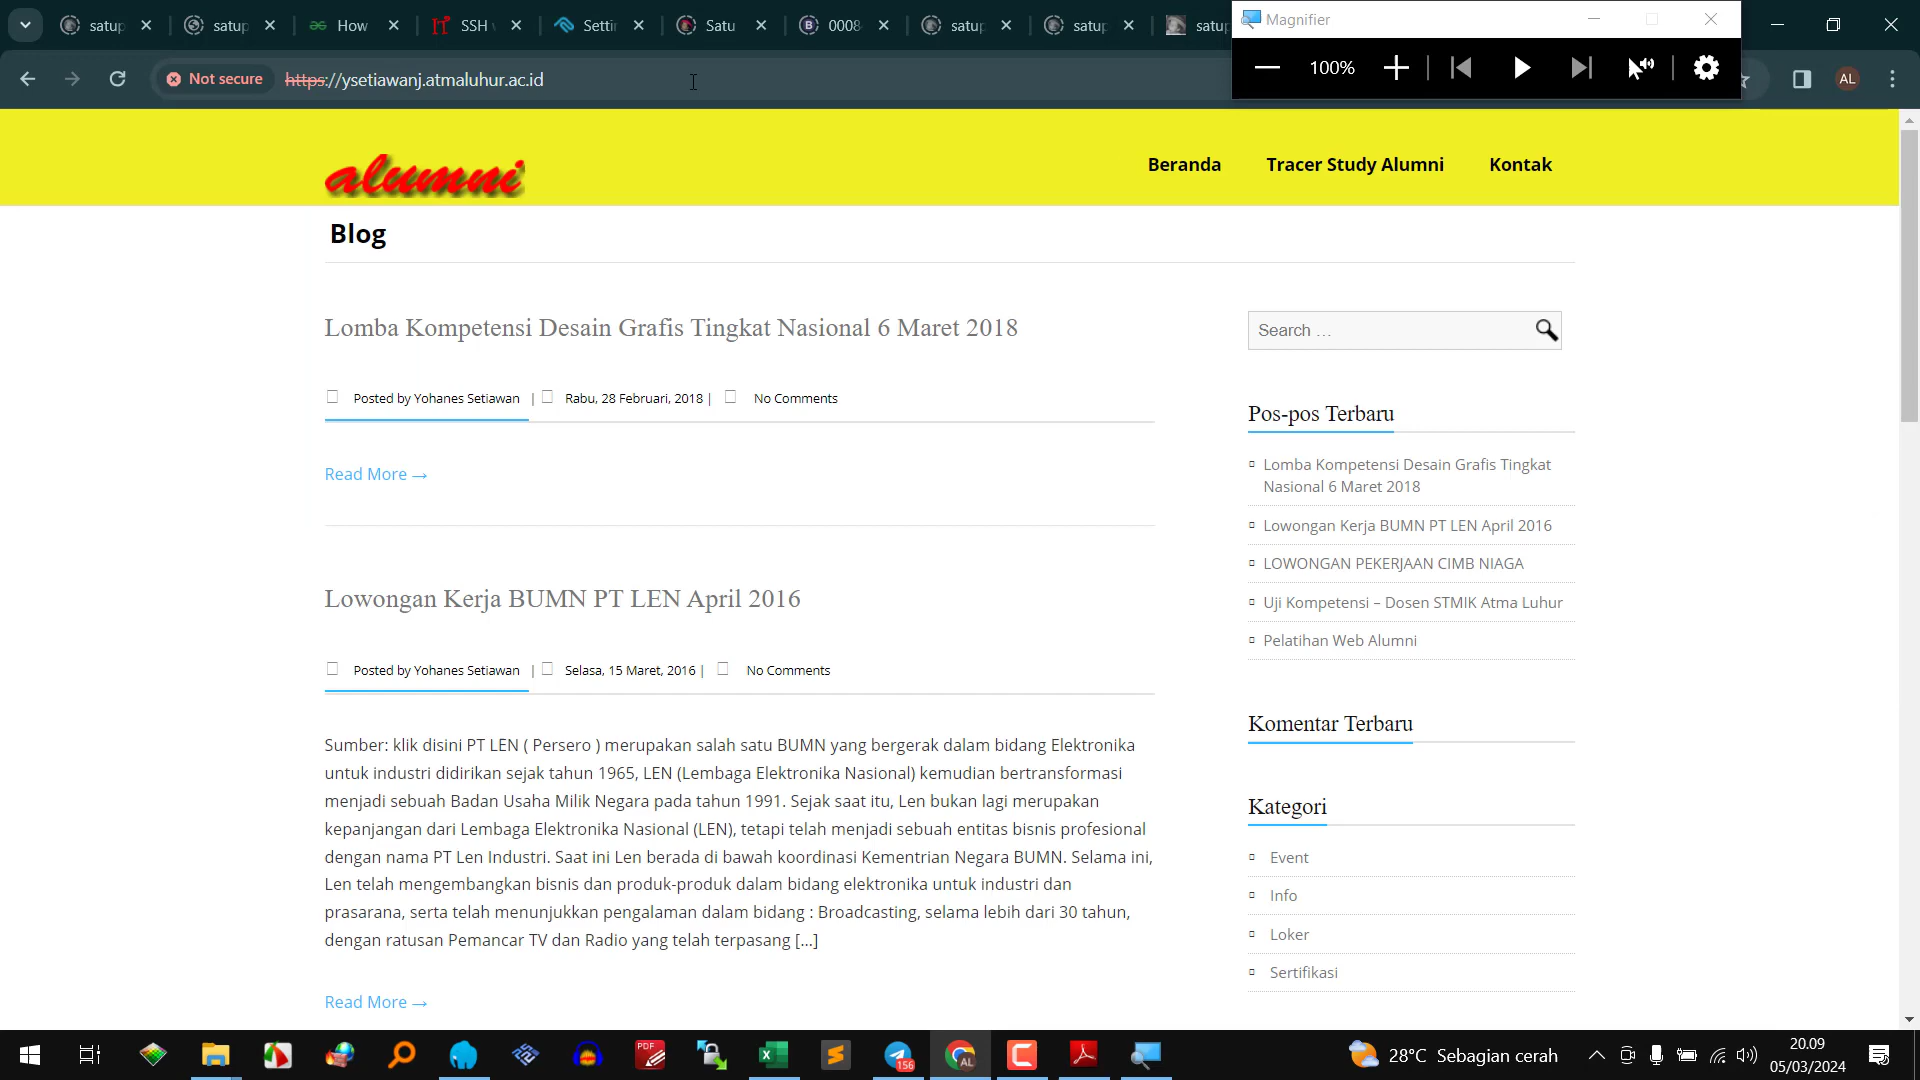 satup
satup
How
SSH
Settin
Satu
0008
satup
satup
satup
Magnifier
100%
Not secure
https://ysetiawanj.atmaluhur.ac.id
AL
alumni
Beranda
Tracer Study Alumni
Kontak
Blog
Lomba Kompetensi Desain Grafis Tingkat Nasional 6 Maret 2018
Posted by Yohanes Setiawan | Rabu, 28 Februari, 2018 | No Comments
Read More →
Lowongan Kerja BUMN PT LEN April 2016
Posted by Yohanes Setiawan | Selasa, 15 Maret, 2016 | No Comments
Sumber: klik disini PT LEN ( Persero ) merupakan salah satu BUMN yang bergerak dalam bidang Elektronika
untuk industri didirikan sejak tahun 1965, LEN (Lembaga Elektronika Nasional) kemudian bertransformasi
menjadi sebuah Badan Usaha Milik Negara pada tahun 1991. Sejak saat itu, Len bukan lagi merupakan
kepanjangan dari Lembaga Elektronika Nasional (LEN), tetapi telah menjadi sebuah entitas bisnis profesional
dengan nama PT Len Industri. Saat ini Len berada di bawah koordinasi Kementrian Negara BUMN. Selama ini,
Len telah mengembangkan bisnis dan produk-produk dalam bidang elektronika untuk industri dan
prasarana, serta telah menunjukkan pengalaman dalam bidang : Broadcasting, selama lebih dari 30 tahun,
dengan ratusan Pemancar TV dan Radio yang telah terpasang [...]
Read More →
Search …
Pos-pos Terbaru
Lomba Kompetensi Desain Grafis Tingkat
Nasional 6 Maret 2018
Lowongan Kerja BUMN PT LEN April 2016
LOWONGAN PEKERJAAN CIMB NIAGA
Uji Kompetensi – Dosen STMIK Atma Luhur
Pelatihan Web Alumni
Komentar Terbaru
Kategori
Event
Info
Loker
Sertifikasi
PDF
156
AL
28°C Sebagian cerah
20.09
05/03/2024